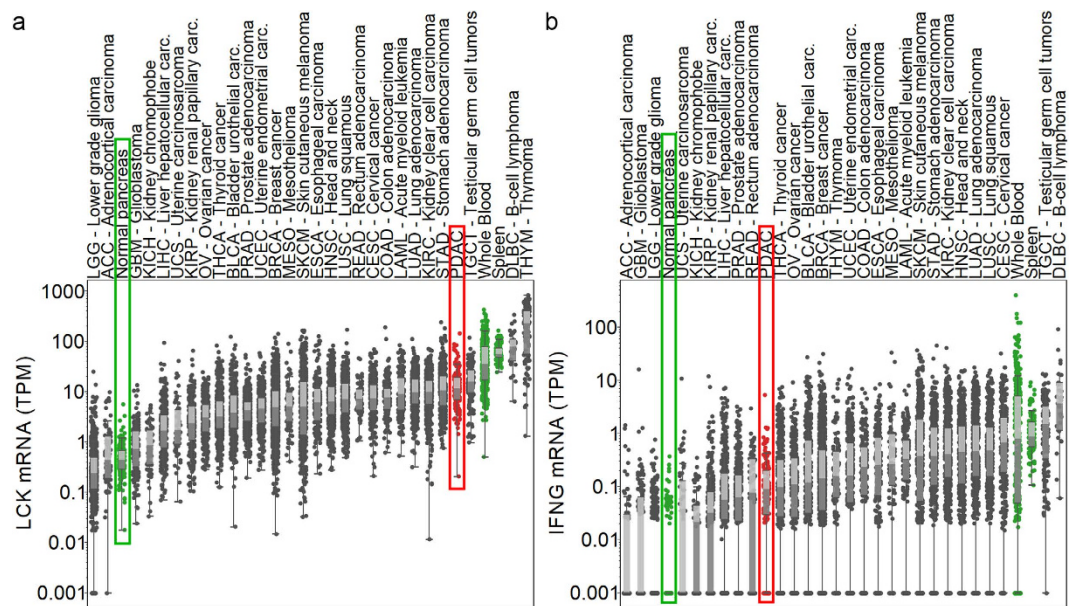 a
LGG - Lower grade glioma
ACC - Adrenocortical carcinoma
Normal pancreas
GBM - Glioblastoma
KICH - Kidney chromophobe
LIHC - Liver hepatocellular carc.
UCS - Uterine carcinosarcoma
KIRP - Kidney renal papillary carc.
OV - Ovarian cancer
THCA - Thyroid cancer
BLCA - Bladder urothelial carc.
PRAD - Prostate adenocarcinoma
UCEC - Uterine endometrial carc.
BRCA - Breast cancer
MESO - Mesothelioma
SKCM - Skin cutaneous melanoma
ESCA - Esophageal carcinoma
HNSC - Head and neck
LUSC - Lung squamous
READ - Rectum adenocarcinoma
CESC - Cervical cancer
COAD - Colon adenocarcinoma
LAML - Acute myeloid leukemia
LUAD - Lung adenocarcinoma
KIRC - Kidney clear cell carcinoma
STAD - Stomach adenocarcinoma
PDAC
TGCT - Testicular germ cell tumors
Whole Blood
Spleen
DLBC - B-cell lymphoma
THYM - Thymoma
LCK mRNA (TPM)
1000
100
10
1
0.1
0.01
0.001
b
ACC - Adrenocortical carcinoma
GBM - Glioblastoma
LGG - Lower grade glioma
Normal pancreas
UCS - Uterine carcinosarcoma
KICH - Kidney chromophobe
KIRP - Kidney renal papillary carc.
LIHC - Liver hepatocellular carc.
PRAD - Prostate adenocarcinoma
READ - Rectum adenocarcinoma
PDAC
THCA - Thyroid cancer
OV - Ovarian cancer
BLCA - Bladder urothelial carc.
BRCA - Breast cancer
THYM - Thymoma
UCEC - Uterine endometrial carc.
COAD - Colon adenocarcinoma
ESCA - Esophageal carcinoma
MESO - Mesothelioma
LAML - Acute myeloid leukemia
SKCM - Skin cutaneous melanoma
STAD - Stomach adenocarcinoma
KIRC - Kidney clear cell carcinoma
HNSC - Head and neck
LUAD - Lung adenocarcinoma
LUSC - Lung squamous
CESC - Cervical cancer
Whole Blood
Spleen
TGCT - Testicular germ cell tumors
DLBC - B-cell lymphoma
IFNG mRNA (TPM)
100
10
1
0.1
0.01
0.001